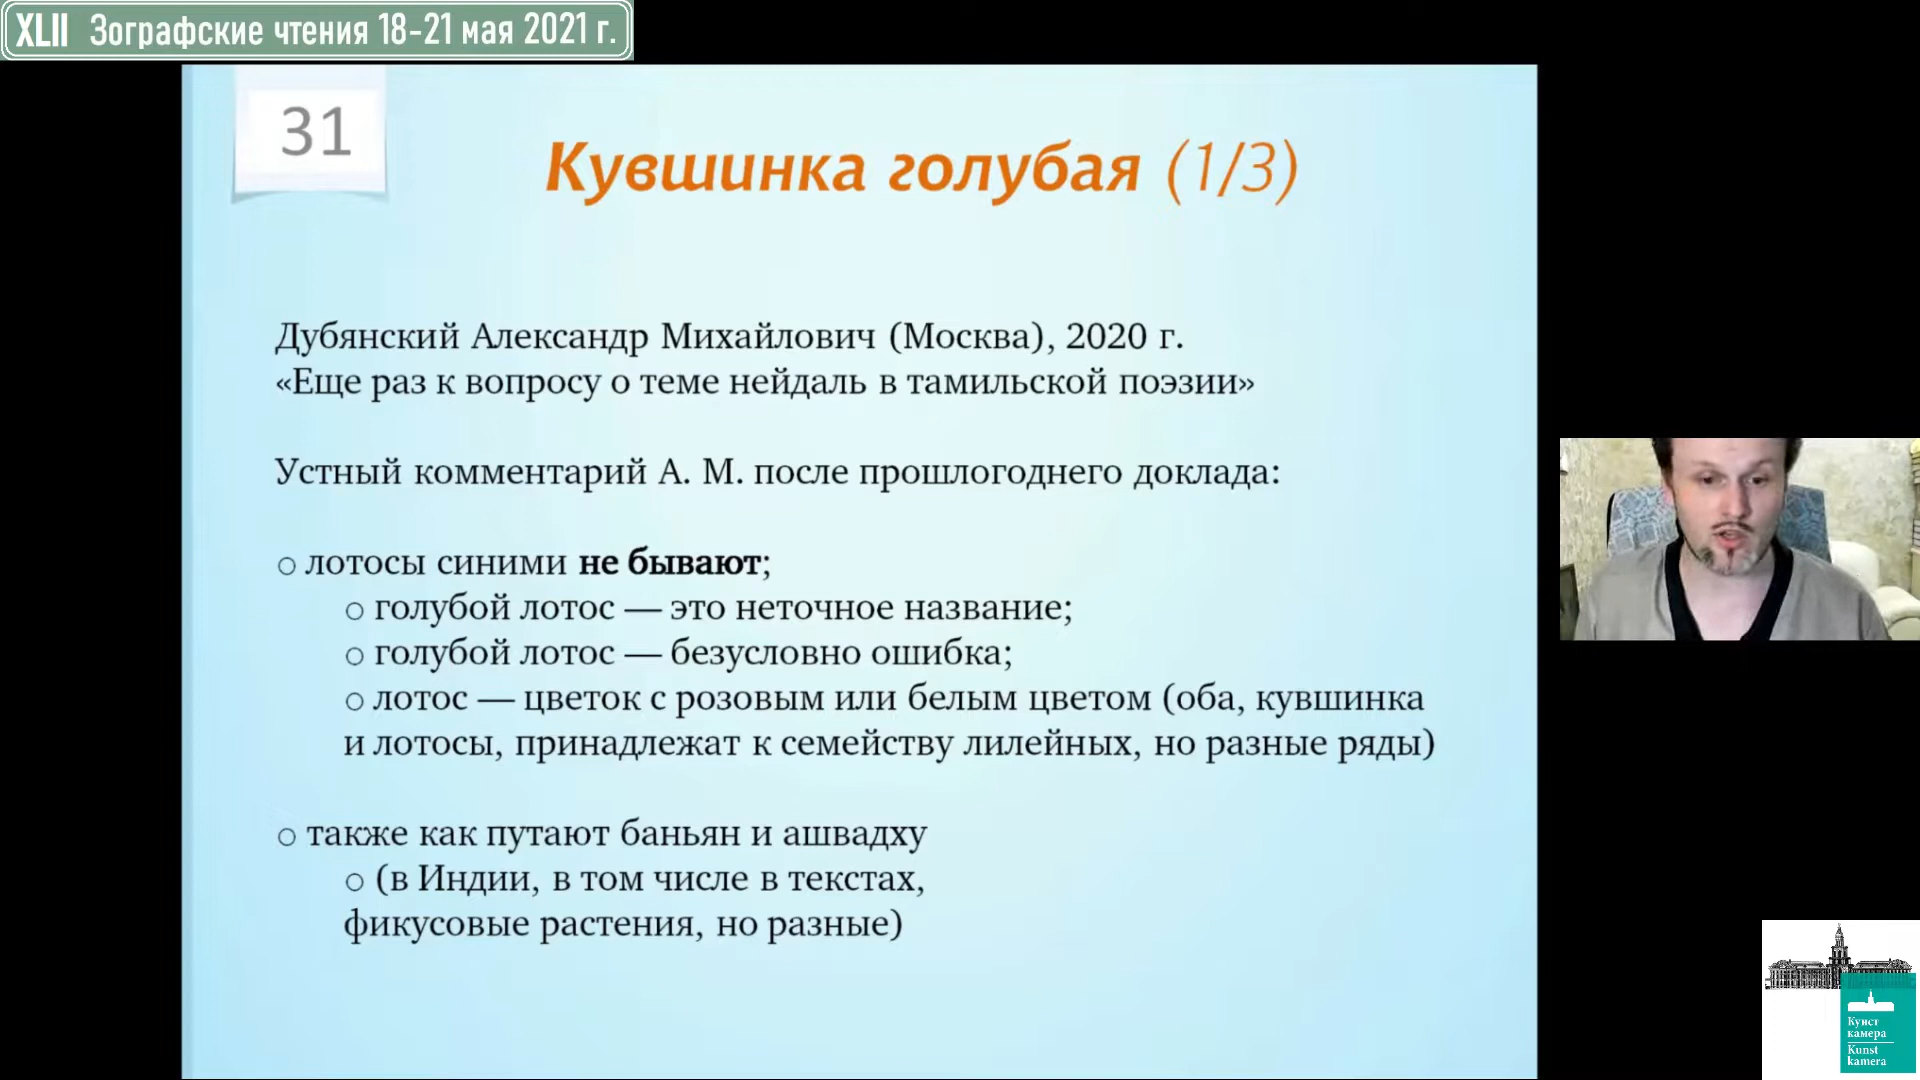 XLII Зографские чтения 18-21 мая 2021 г.
31
Кувшинка голубая (1/3)
Дубянский Александр Михайлович (Москва), 2020 г.
«Еще раз к вопросу о теме нейдаль в тамильской поэзии»
Устный комментарий А. М. после прошлогоднего доклада:
○ лотосы синими не бывают;
○ голубой лотос — это неточное название;
○ голубой лотос — безусловно ошибка;
○ лотос — цветок с розовым или белым цветом (оба, кувшинка
и лотосы, принадлежат к семейству лилейных, но разные ряды)
○ также как путают баньян и ашвадху
○ (в Индии, в том числе в текстах,
фикусовые растения, но разные)
Кунст
камера
Kunst
kamera